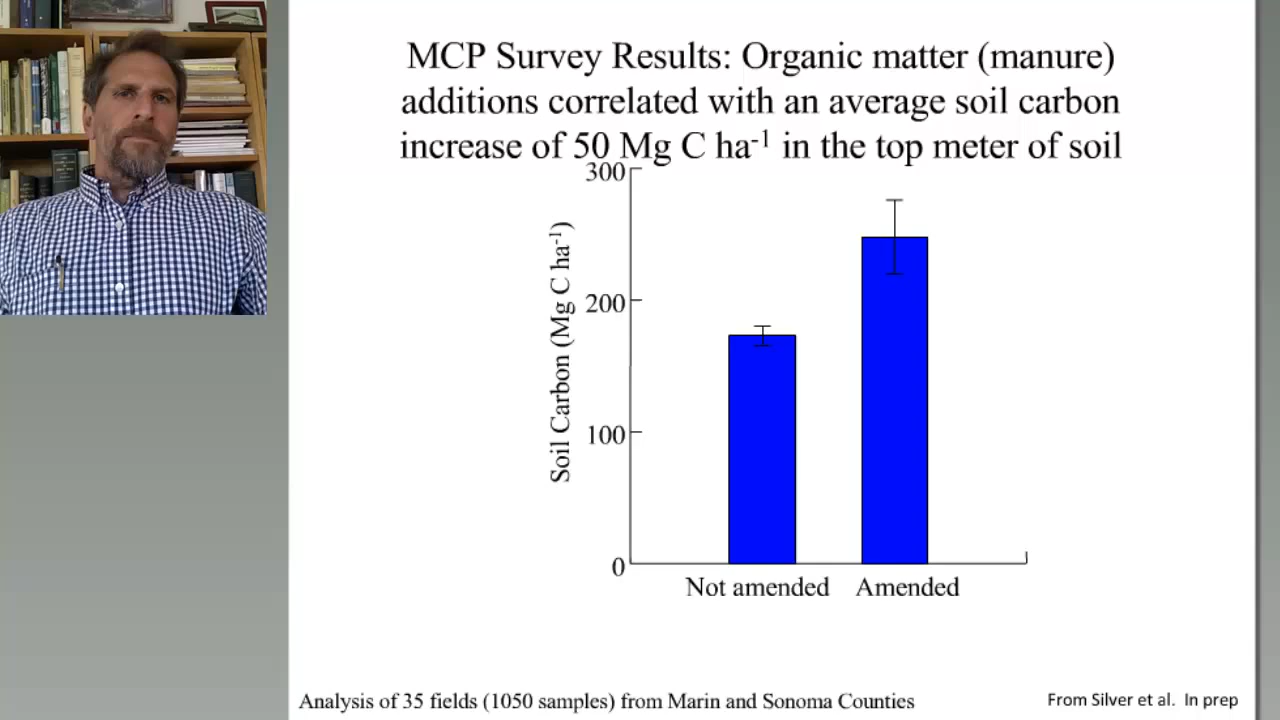 MCP Survey Results: Organic matter (manure)
additions correlated with an average soil carbon
increase of 50 Mg C ha-1 in the top meter of soil
300
200
100
0
Soil Carbon (Mg C ha-1)
Not amended Amended
Analysis of 35 fields (1050 samples) from Marin and Sonoma Counties
From Silver et al. In prep